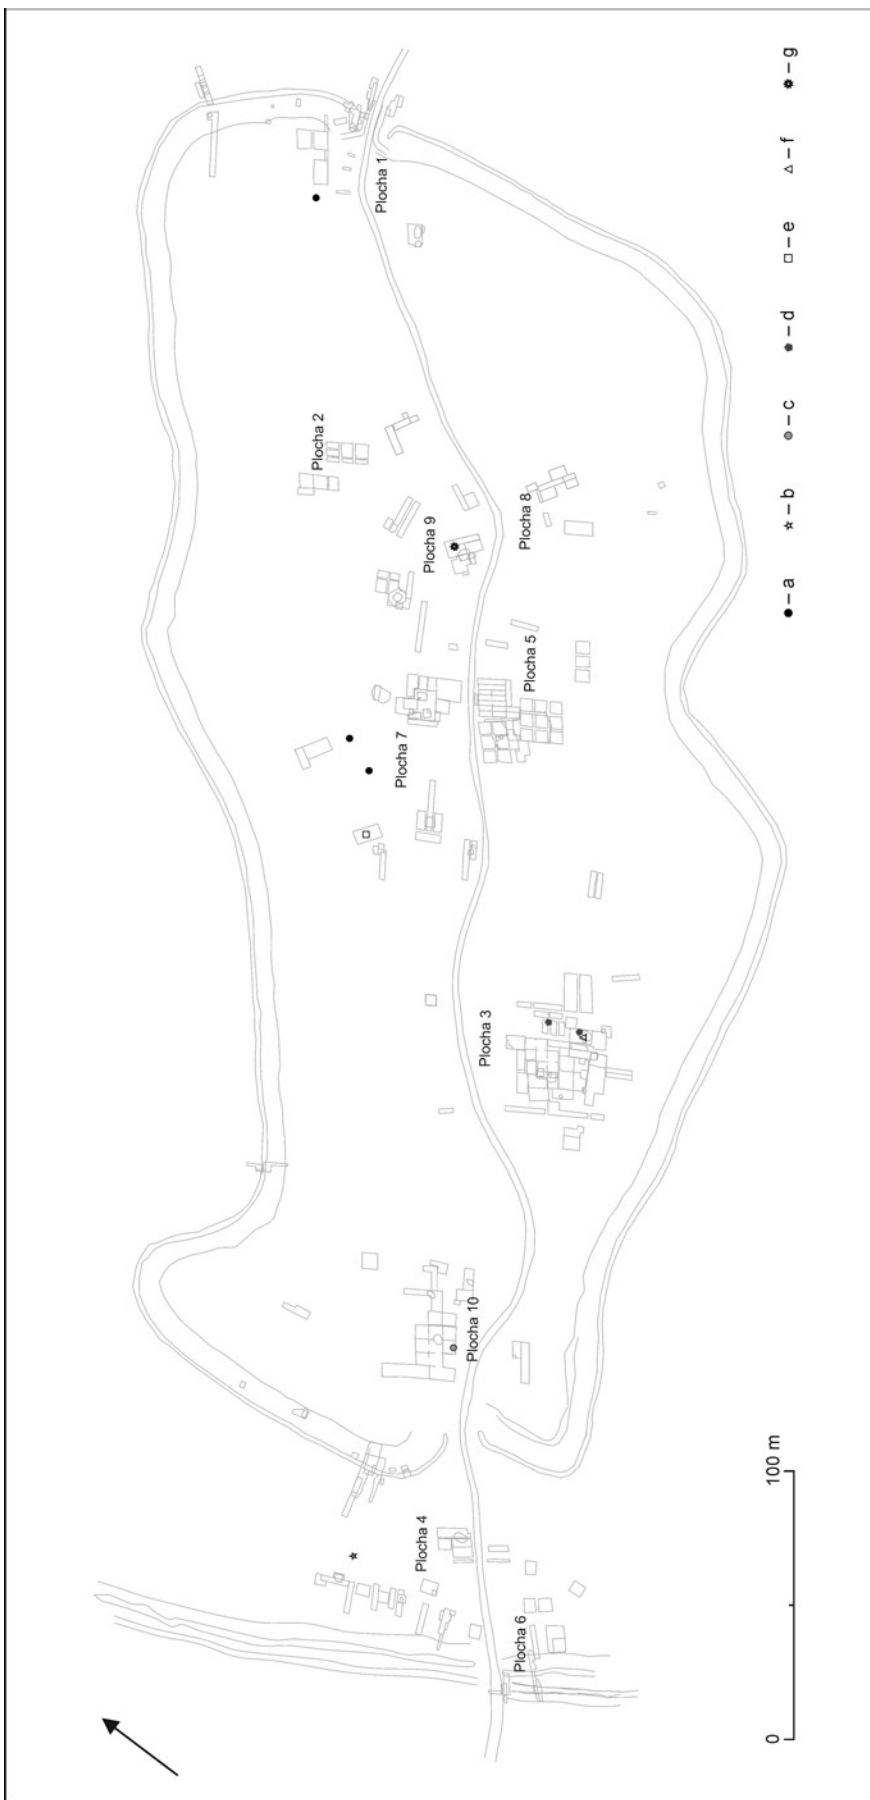 Plocha 6
Plocha 4
Plocha 10
Plocha 3
Plocha 7
Plocha 5
Plocha 9
Plocha 8
Plocha 2
Plocha 1
0 100 m
– a
– b
– c
– d
– e
– f
– g